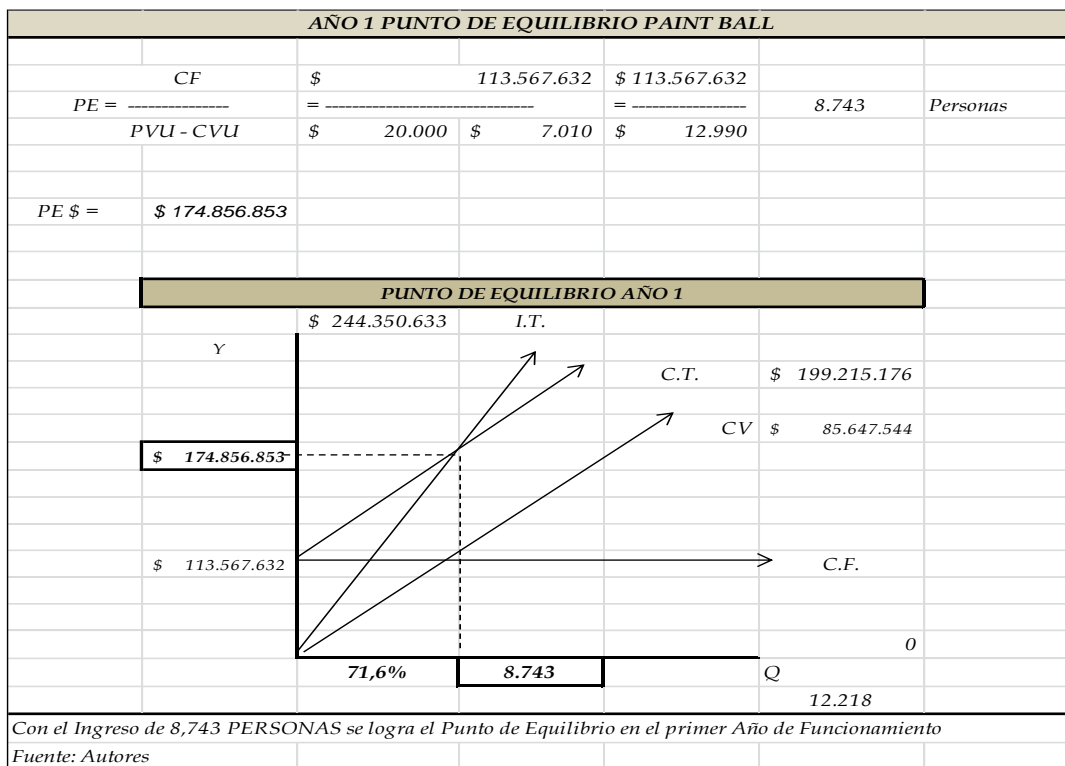 AÑO 1 PUNTO DE EQUILIBRIO PAINT BALL
CF $ 113.567.632 $ 113.567.632
PE = --------------- = ------------------------------- = ----------------- 8.743 Personas
PVU - CVU $ 20.000 $ 7.010 $ 12.990
PE $ = $ 174.856.853
PUNTO DE EQUILIBRIO AÑO 1
$ 244.350.633 I.T.
Y
C.T. $ 199.215.176
CV $ 85.647.544
$ 174.856.853
$ 113.567.632 C.F.
0
71,6% 8.743 Q
12.218
Con el Ingreso de 8,743 PERSONAS se logra el Punto de Equilibrio en el primer Año de Funcionamiento
Fuente: Autores